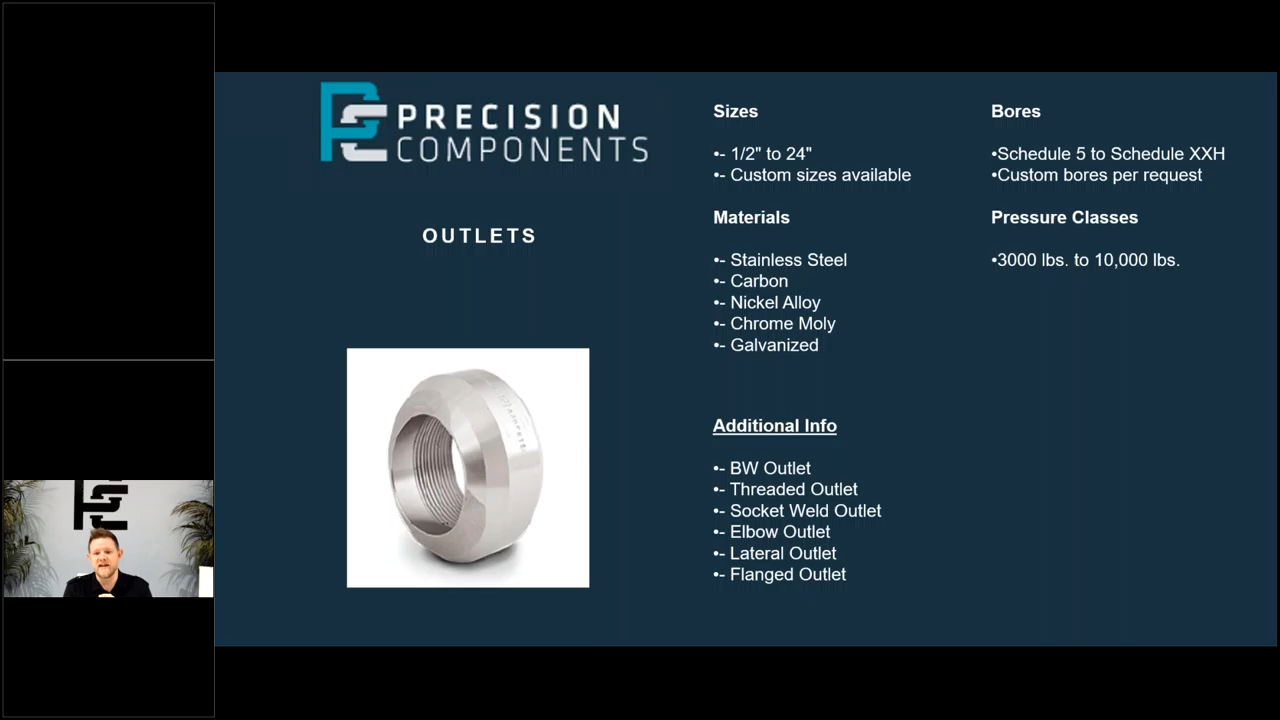 PRECISION
COMPONENTS
OUTLETS
Sizes
•- 1/2" to 24"
•- Custom sizes available
Materials
•- Stainless Steel
•- Carbon
•- Nickel Alloy
•- Chrome Moly
•- Galvanized
Additional Info
•- BW Outlet
•- Threaded Outlet
•- Socket Weld Outlet
•- Elbow Outlet
•- Lateral Outlet
•- Flanged Outlet
Bores
•Schedule 5 to Schedule XXH
•Custom bores per request
Pressure Classes
•3000 lbs. to 10,000 lbs.